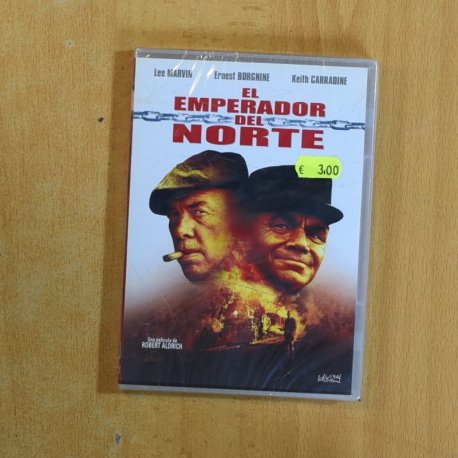 Lee MARVIN Ernest BORGNINE Keith CARRADINE
EL
EMPERADOR
DEL
NORTE
€ 3,00
Una película de
ROBERT ALDRICH